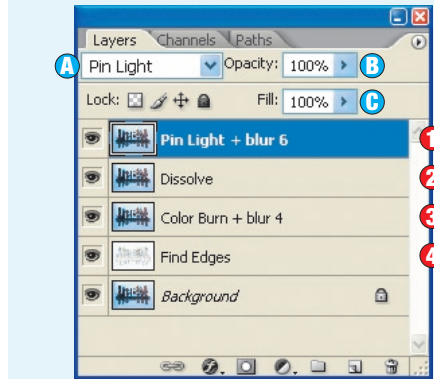 Layers Channels Paths
A Pin Light Opacity: 100% B
Lock: Fill: 100% C
Pin Light + blur 6 1
Dissolve 2
Color Burn + blur 4 3
Find Edges 4
Background